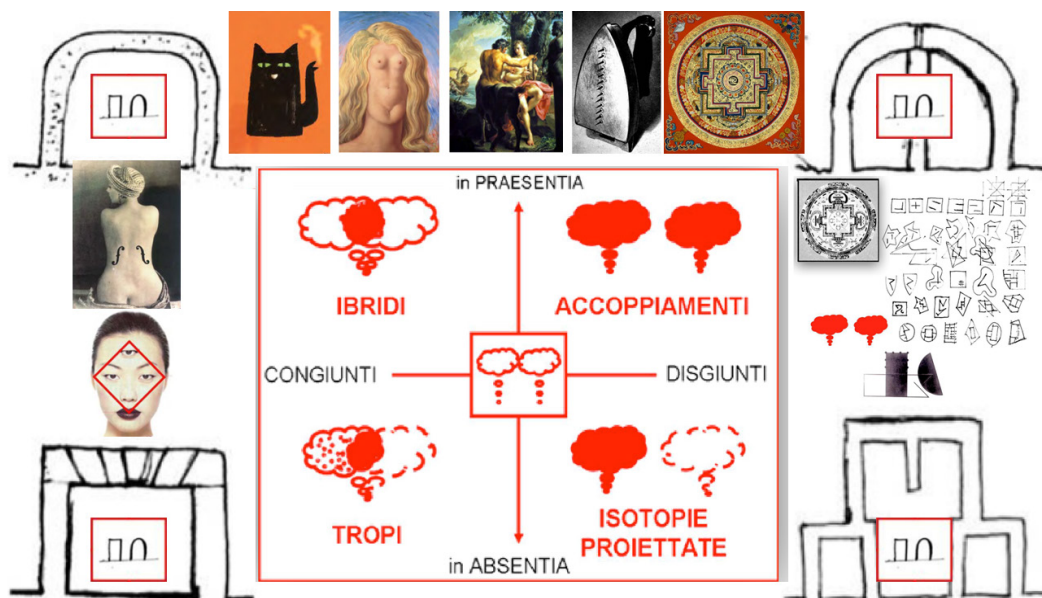 in PRAESENTIA
IBRIDI
ACCOPPIAMENTI
CONGIUNTI
DISGIUNTI
TROPI
ISOTOPIE
PROIETTATE
in ABSENTIA